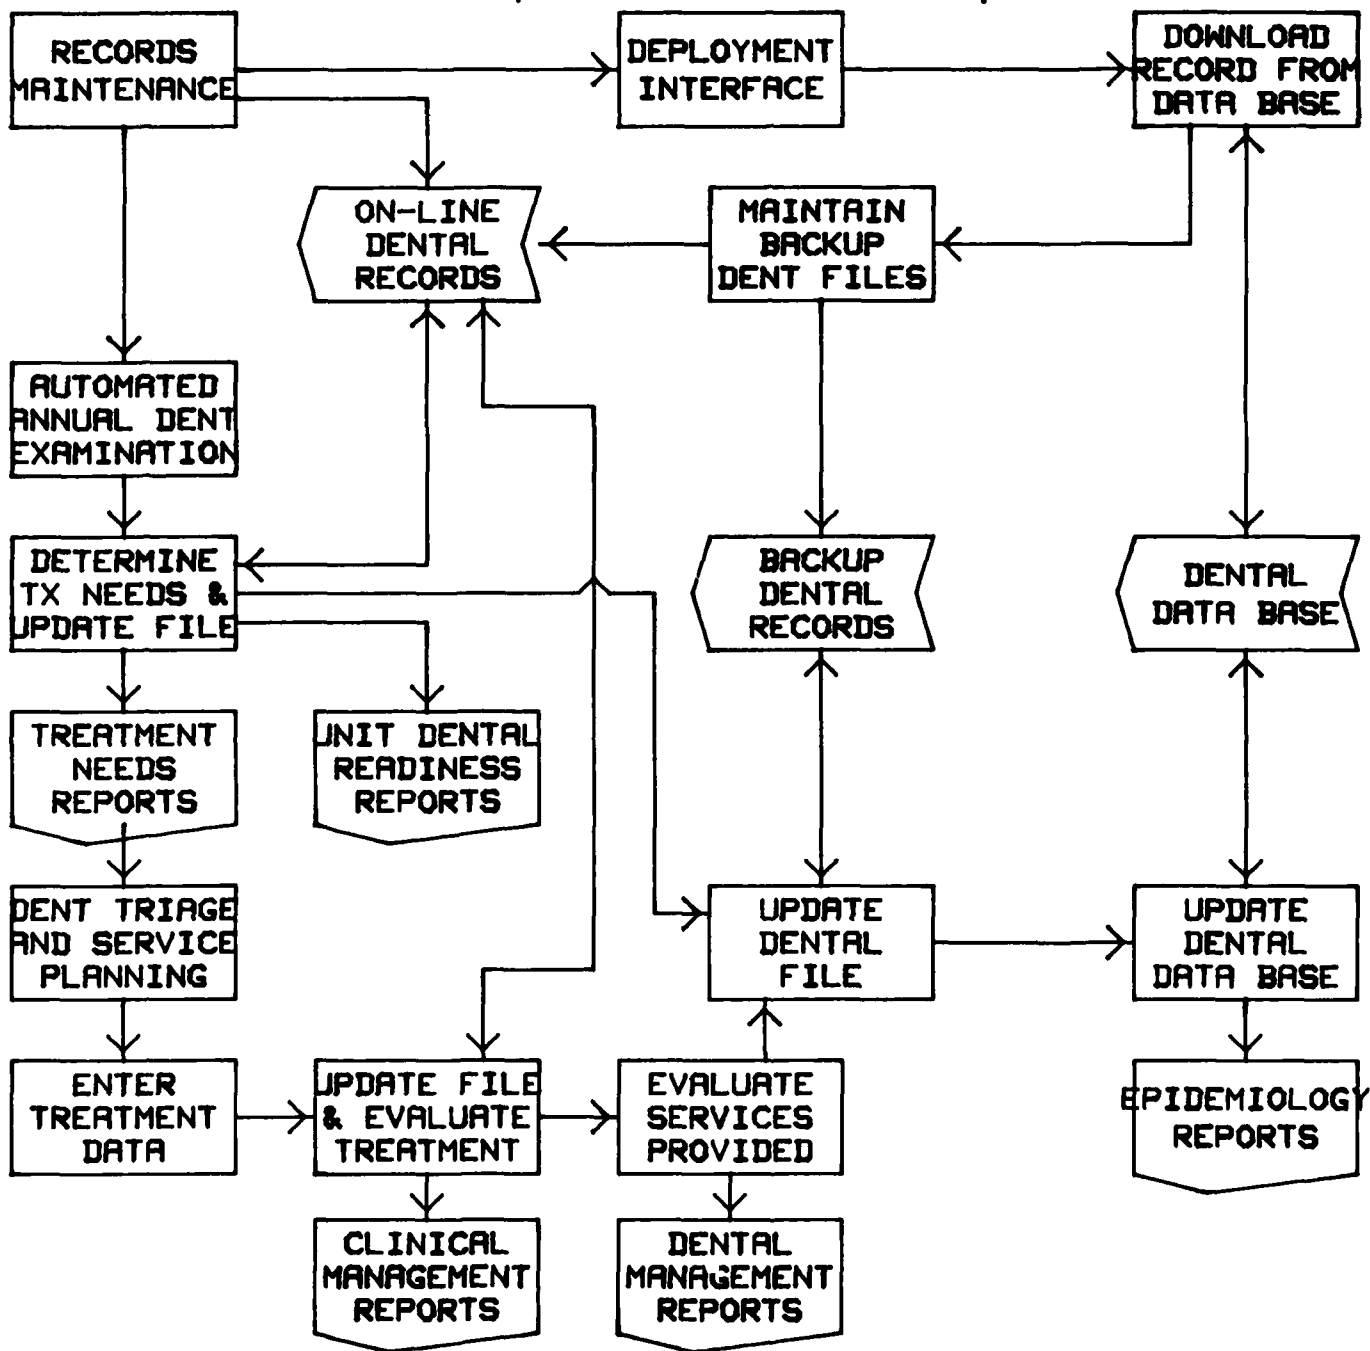 RECORDS
MAINTENANCE
DEPLOYMENT
INTERFACE
DOWNLOAD
RECORD FROM
DATA BASE
ON-LINE
DENTAL
RECORDS
MAINTAIN
BACKUP
DENT FILES
AUTOMATED
ANNUAL DENT
EXAMINATION
DETERMINE
TX NEEDS &
UPDATE FILE
BACKUP
DENTAL
RECORDS
DENTAL
DATA BASE
TREATMENT
NEEDS
REPORTS
UNIT DENTAL
READINESS
REPORTS
DENT TRIAGE
AND SERVICE
PLANNING
UPDATE
DENTAL
FILE
UPDATE
DENTAL
DATA BASE
ENTER
TREATMENT
DATA
UPDATE FILE
& EVALUATE
TREATMENT
EVALUATE
SERVICES
PROVIDED
EPIDEMIOLOGY
REPORTS
CLINICAL
MANAGEMENT
REPORTS
DENTAL
MANAGEMENT
REPORTS